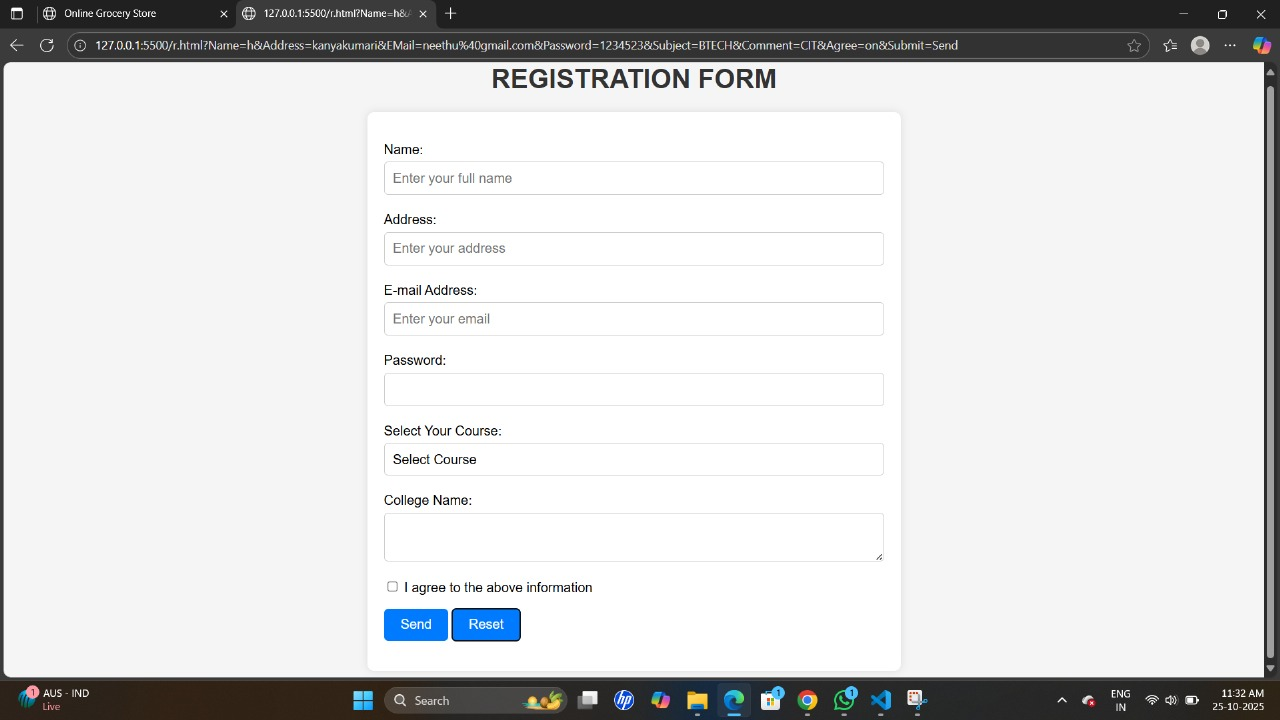 Online Grocery Store
127.0.0.1:5500/r.html?Name=h&
127.0.0.1:5500/r.html?Name=h&Address=kanyakumari&EMail=neethu%40gmail.com&Password=1234523&Subject=BTECH&Comment=CIT&Agree=on&Submit=Send
REGISTRATION FORM
Name:
Enter your full name
Address:
Enter your address
E-mail Address:
Enter your email
Password:
Select Your Course:
Select Course
College Name:
I agree to the above information
Send Reset
1 AUS - IND
Live
Search
hp
1
1
ENG
IN
11:32 AM
25-10-2025